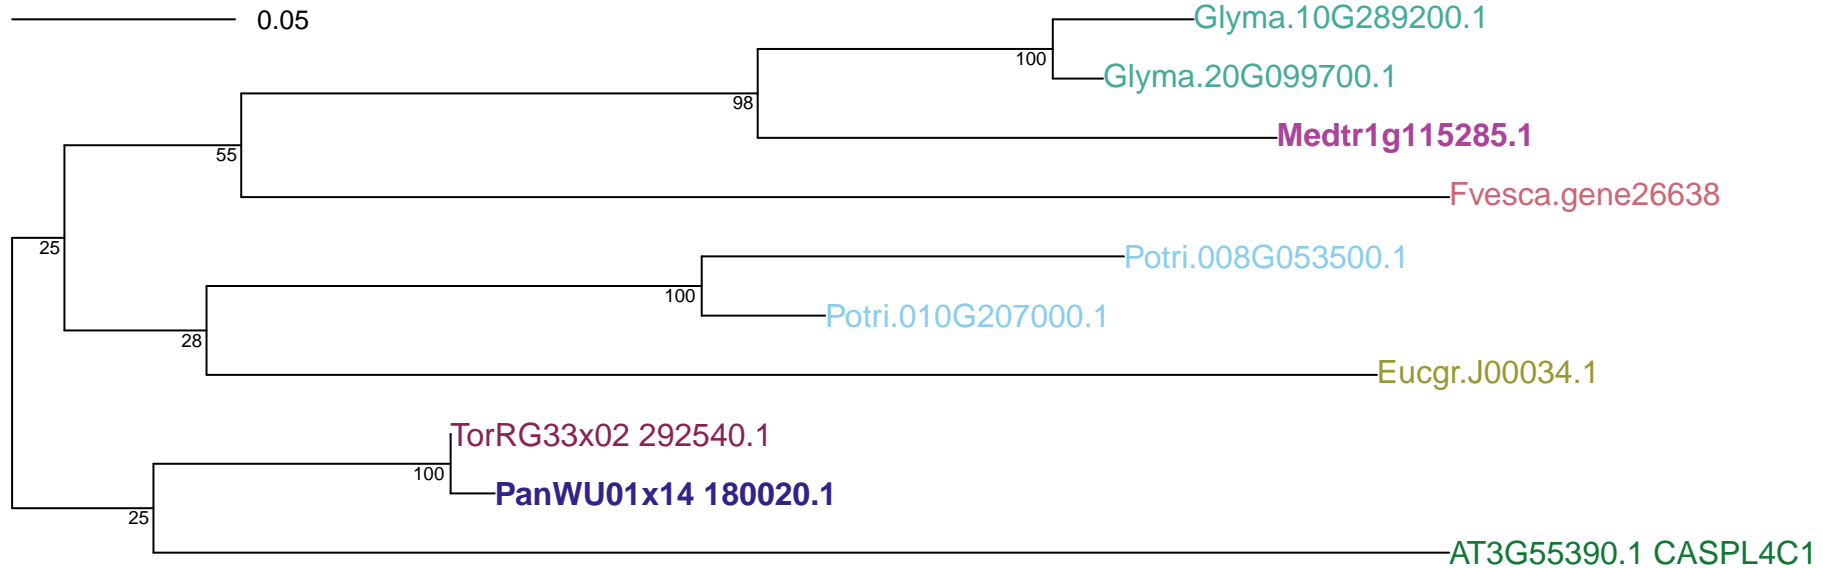 0.05
Glyma.10G289200.1
100
Glyma.20G099700.1
98
Medtr1g115285.1
55
Fvesca.gene26638
25
Potri.008G053500.1
100
Potri.010G207000.1
28
Eucgr.J00034.1
TorRG33x02 292540.1
100
PanWU01x14 180020.1
25
AT3G55390.1 CASPL4C1